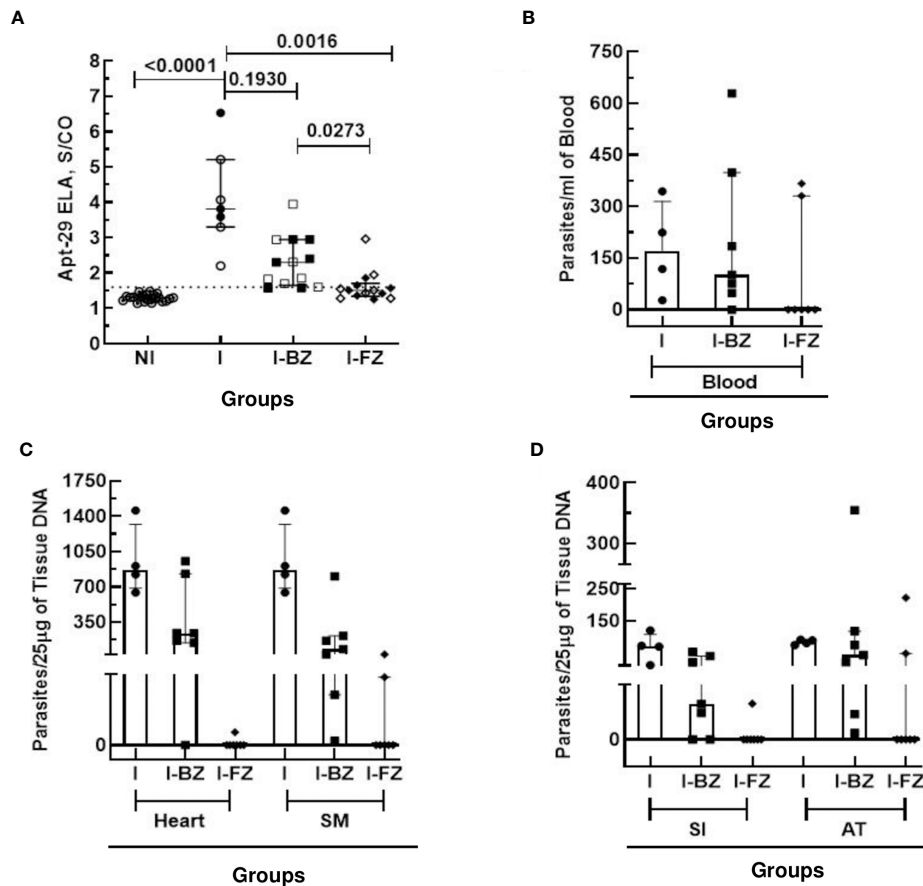 A
Apt-29 ELA, S/CO
8
7
6
5
4
3
2
1
0
<0.0001
0.0016
0.1930
0.0273
NI
I
I-BZ
I-FZ
Groups
B
Parasites/ml of Blood
750
600
450
300
150
0
I
I-BZ
I-FZ
Blood
Groups
C
Parasites/25µg of Tissue DNA
1750
1400
1050
700
350
0
I
I-BZ
I-FZ
I
I-BZ
I-FZ
Heart
SM
Groups
D
Parasites/25µg of Tissue DNA
400
300
250
150
0
I
I-BZ
I-FZ
I
I-BZ
I-FZ
SI
AT
Groups